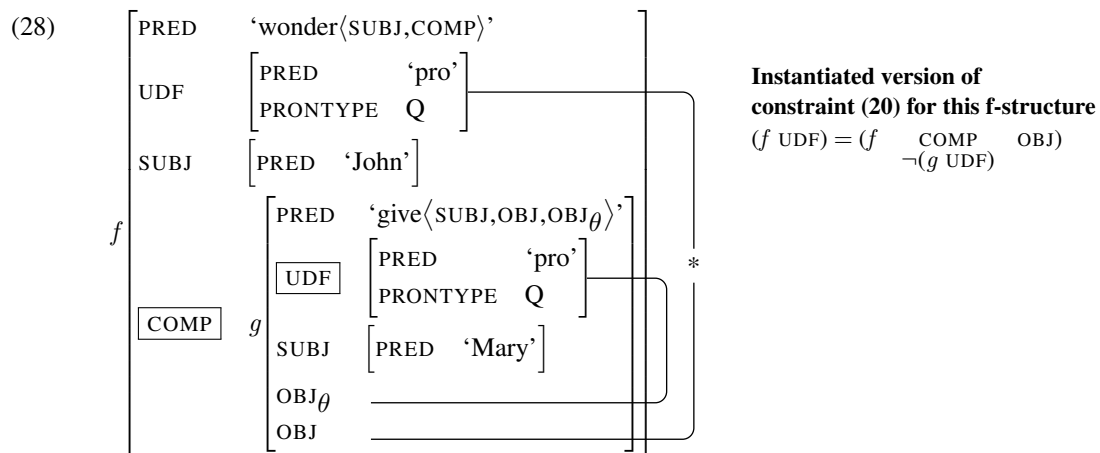 (28)
PRED ‘wonder⟨SUBJ,COMP⟩’
UDF
PRED ‘pro’
PRONTYPE Q
Instantiated version of
constraint (20) for this f-structure
(f UDF) = (f COMP OBJ)
¬(g UDF)
SUBJ PRED ‘John’
f
PRED ‘give⟨SUBJ,OBJ,OBJθ⟩’
UDF
PRED ‘pro’
PRONTYPE Q
*
COMP g
SUBJ PRED ‘Mary’
OBJθ
OBJ